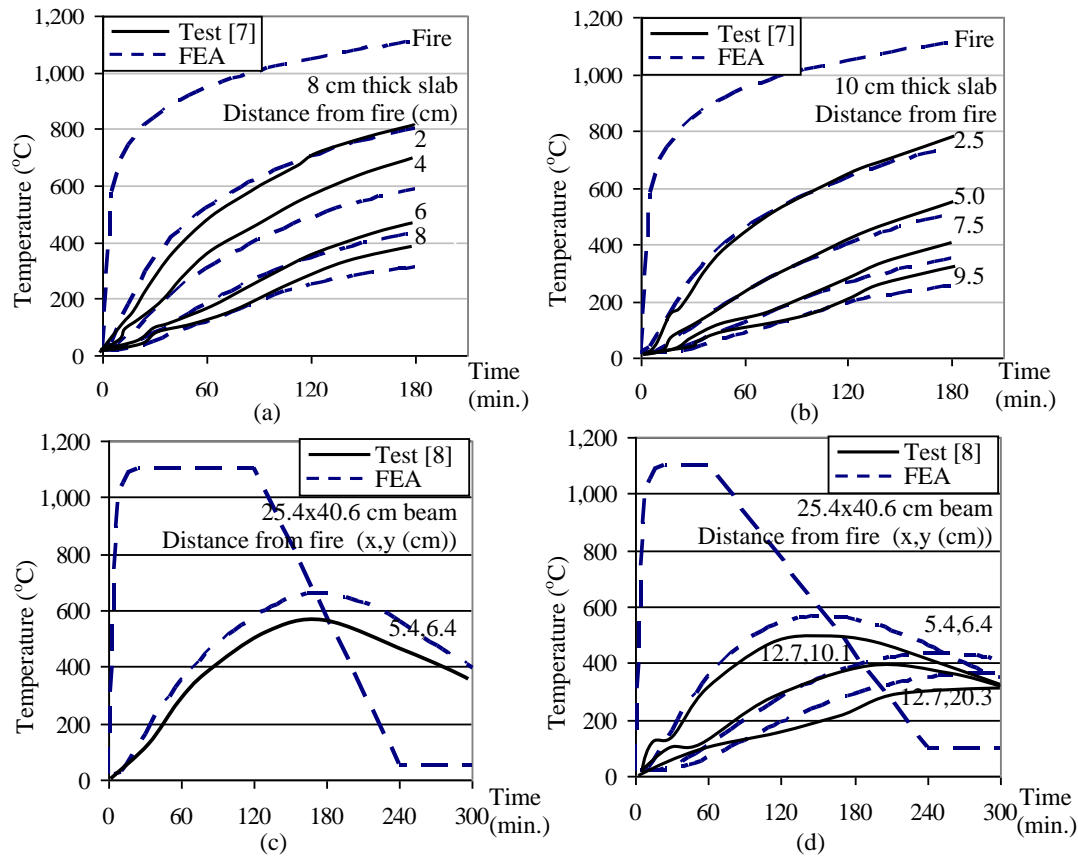 1,200
1,000
800
600
400
200
0
Temperature (°C)
Test [7]
FEA
Fire
8 cm thick slab
Distance from fire (cm)
2
4
6
8
0
60
120
180
Time
(min.)
(a)
1,200
1,000
800
600
400
200
0
Temperature (°C)
Test [7]
FEA
Fire
10 cm thick slab
Distance from fire
2.5
5.0
7.5
9.5
0
60
120
180
Time
(min.)
(b)
1,200
1,000
800
600
400
200
0
Temperature (°C)
Test [8]
FEA
25.4x40.6 cm beam
Distance from fire (x,y (cm))
5.4,6.4
0
60
120
180
240
300
Time
(min.)
(c)
1,200
1,000
800
600
400
200
0
Temperature (°C)
Test [8]
FEA
25.4x40.6 cm beam
Distance from fire (x,y (cm))
5.4,6.4
12.7,10.1
12.7,20.3
0
60
120
180
240
300
Time
(min.)
(d)